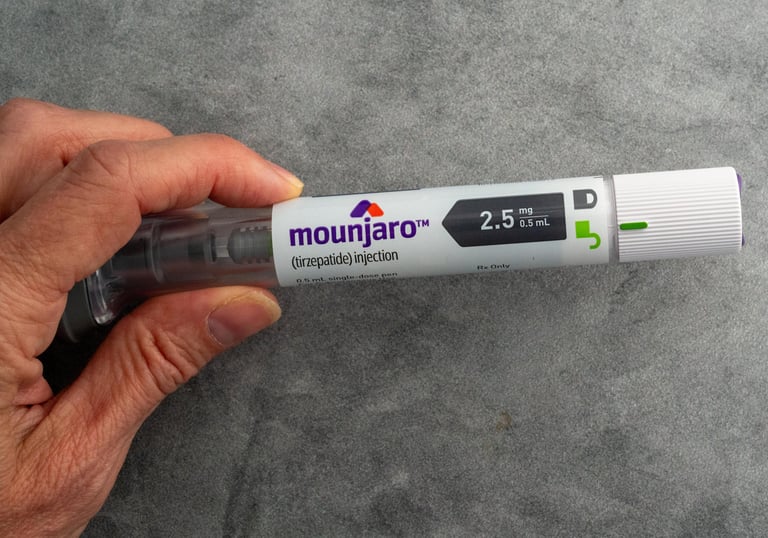 mounjaro™
(tirzepatide) injection
0.5 mL single-dose pen
2.5 mg
0.5 mL
Rx Only